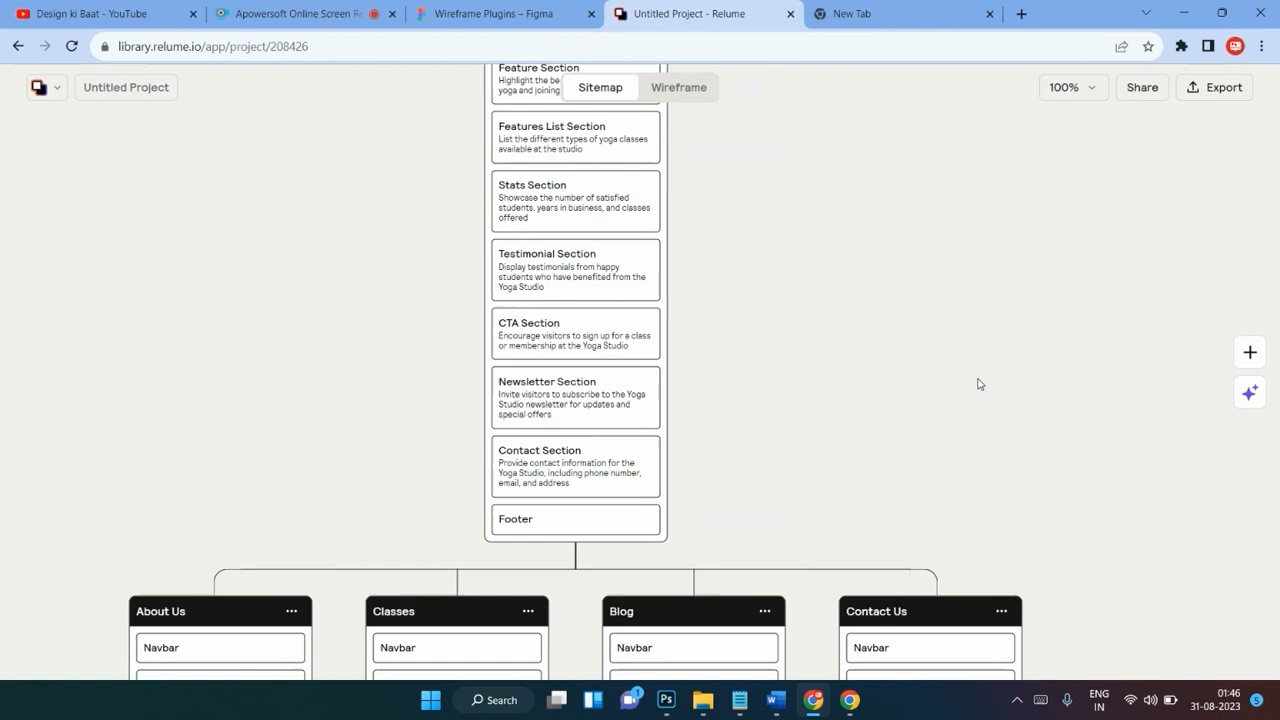 Design ki Baat - YouTube
Apowersoft Online Screen Re
Wireframe Plugins – Figma
Untitled Project - Relume
New Tab
library.relume.io/app/project/208426
Untitled Project
Sitemap
Wireframe
100%
Share
Export
Feature Section
Highlight the be
yoga and joining
Features List Section
List the different types of yoga classes
available at the studio
Stats Section
Showcase the number of satisfied
students, years in business, and classes
offered
Testimonial Section
Display testimonials from happy
students who have benefited from the
Yoga Studio
CTA Section
Encourage visitors to sign up for a class
or membership at the Yoga Studio
Newsletter Section
Invite visitors to subscribe to the Yoga
Studio newsletter for updates and
special offers
Contact Section
Provide contact information for the
Yoga Studio, including phone number,
email, and address
Footer
About Us
Classes
Blog
Contact Us
Navbar
Navbar
Navbar
Navbar
Search
1
Ps
W
ENG
IN
01:46
31-08-2023
5